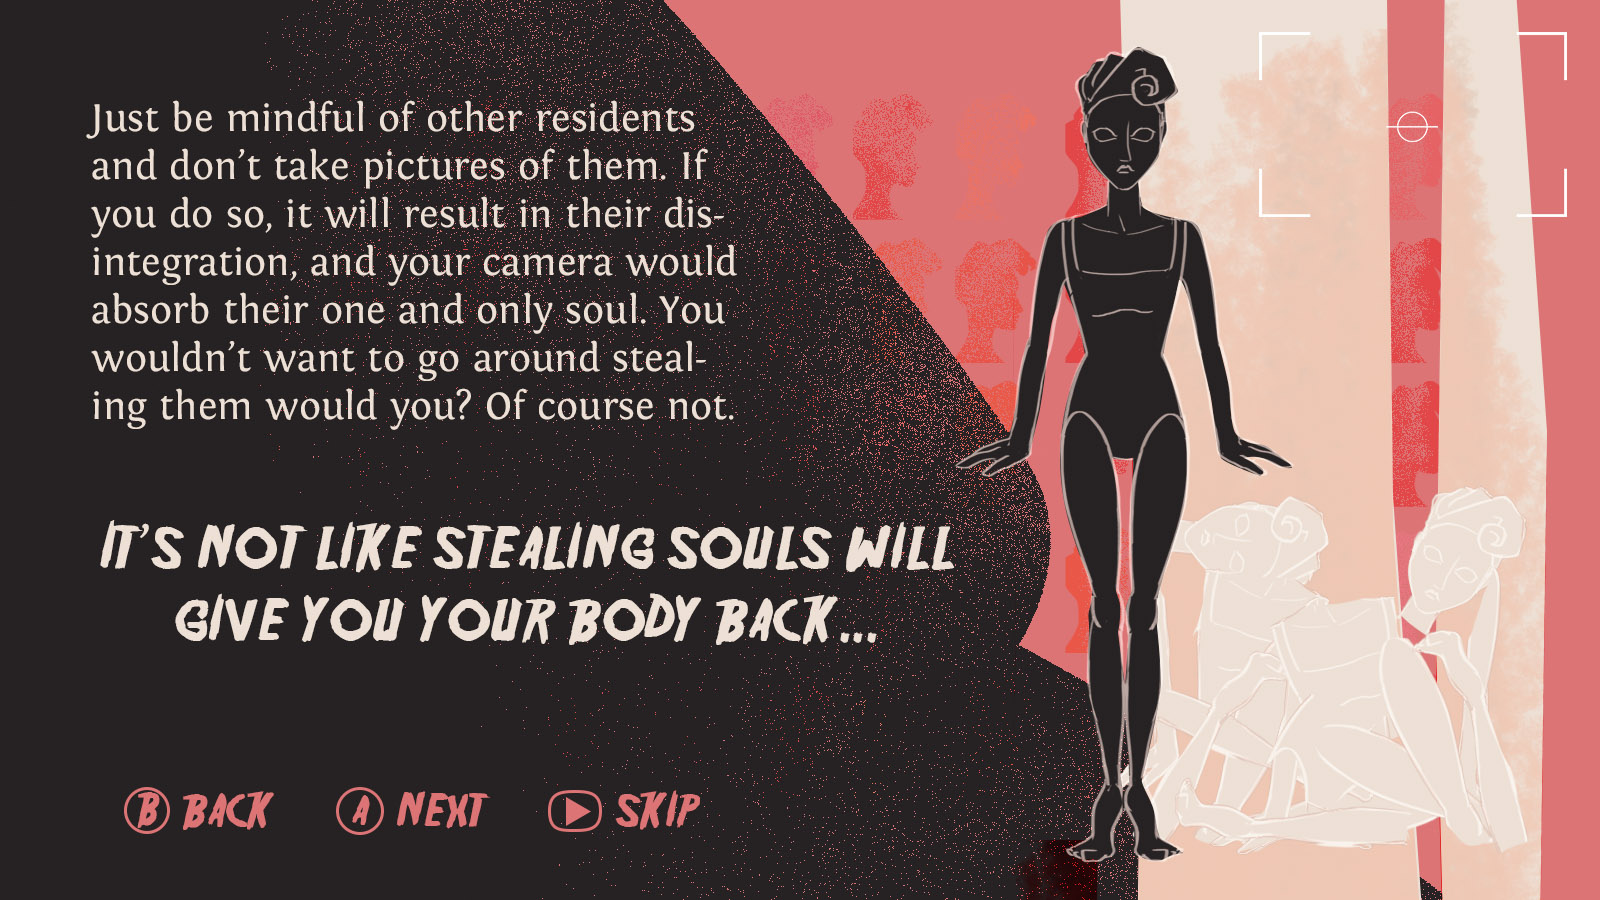 Just be mindful of other residents
and don’t take pictures of them. If
you do so, it will result in their dis-
integration, and your camera would
absorb their one and only soul. You
wouldn’t want to go around steal-
ing them would you? Of course not.
IT’S NOT LIKE STEALING SOULS WILL
GIVE YOU YOUR BODY BACK...
B BACK A NEXT SKIP